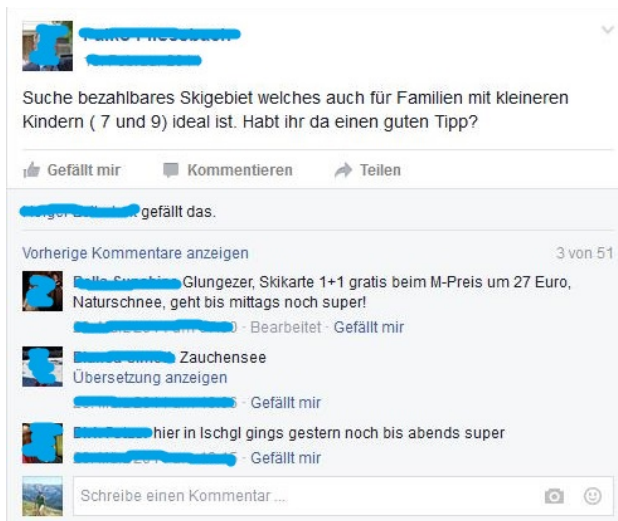 Suche bezahlbares Skigebiet welches auch für Familien mit kleineren
Kindern ( 7 und 9) ideal ist. Habt ihr da einen guten Tipp?
Gefällt mir Kommentieren Teilen
gefällt das.
Vorherige Kommentare anzeigen 3 von 51
Glungezer, Skikarte 1+1 gratis beim M-Preis um 27 Euro,
Naturschnee, geht bis mittags noch super!
· Bearbeitet · Gefällt mir
Zauchensee
Übersetzung anzeigen
· Gefällt mir
hier in Ischgl gings gestern noch bis abends super
· Gefällt mir
Schreibe einen Kommentar ...